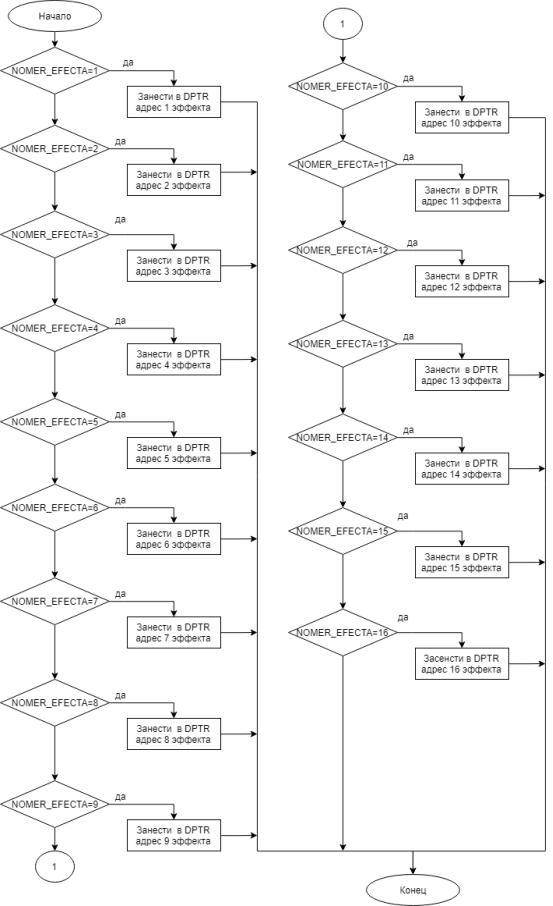 Начало
NOMER_EFECTA=1
да
Занести в DPTR
адрес 1 эффекта
NOMER_EFECTA=2
да
Занести в DPTR
адрес 2 эффекта
NOMER_EFECTA=3
да
Занести в DPTR
адрес 3 эффекта
NOMER_EFECTA=4
да
Занести в DPTR
адрес 4 эффекта
NOMER_EFECTA=5
да
Занести в DPTR
адрес 5 эффекта
NOMER_EFECTA=6
да
Занести в DPTR
адрес 6 эффекта
NOMER_EFECTA=7
да
Занести в DPTR
адрес 7 эффекта
NOMER_EFECTA=8
да
Занести в DPTR
адрес 8 эффекта
NOMER_EFECTA=9
да
Занести в DPTR
адрес 9 эффекта
1
1
NOMER_EFECTA=10
да
Занести в DPTR
адрес 10 эффекта
NOMER_EFECTA=11
да
Занести в DPTR
адрес 11 эффекта
NOMER_EFECTA=12
да
Занести в DPTR
адрес 12 эффекта
NOMER_EFECTA=13
да
Занести в DPTR
адрес 13 эффекта
NOMER_EFECTA=14
да
Занести в DPTR
адрес 14 эффекта
NOMER_EFECTA=15
да
Занести в DPTR
адрес 15 эффекта
NOMER_EFECTA=16
да
Засенсти в DPTR
адрес 16 эффекта
Конец